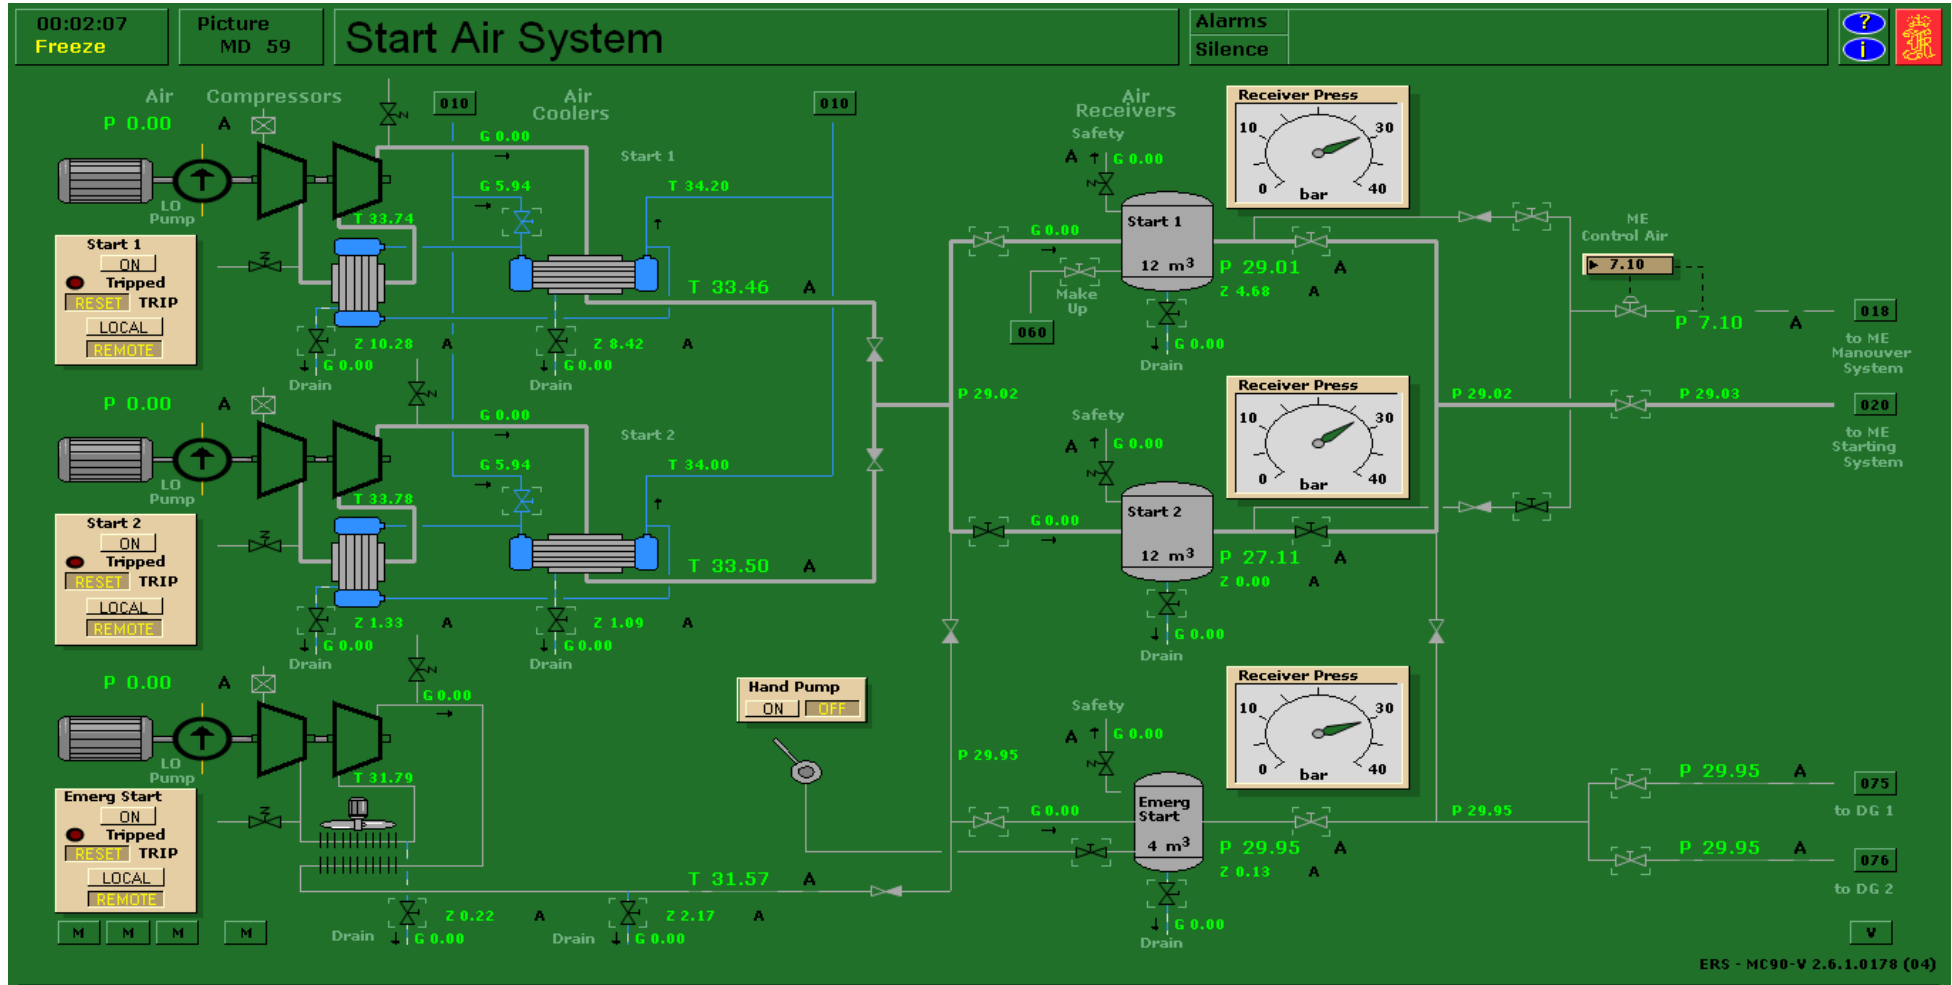 00:02:07
Freeze
Picture
MD 59
Start Air System
Alarms
Silence
?
i
Air Compressors
Air
Coolers
Air
Receivers
010
010
P 0.00 A
G 0.00
Start 1
G 5.94
T 34.20
LO
Pump
T 33.74
Start 1
ON
Tripped
RESET TRIP
LOCAL
REMOTE
T 33.46 A
Z 10.28 A
G 0.00
Drain
Z 8.42 A
G 0.00
Drain
P 0.00 A
G 0.00
Start 2
G 5.94
T 34.00
LO
Pump
T 33.78
Start 2
ON
Tripped
RESET TRIP
LOCAL
REMOTE
T 33.50 A
Z 1.33 A
G 0.00
Drain
Z 1.09 A
G 0.00
Drain
P 0.00 A
G 0.00
LO
Pump
T 31.79
Emerg Start
ON
Tripped
RESET TRIP
LOCAL
REMOTE
T 31.57 A
Z 0.22 A
Drain G 0.00
Z 2.17 A
Drain G 0.00
M M M M
Hand Pump
ON OFF
Safety
A G 0.00
Receiver Press
10 30
0 bar 40
G 0.00
Start 1
12 m³
Make
Up
060
P 29.01 A
Z 4.68 A
G 0.00
Drain
P 29.02
Safety
A G 0.00
Receiver Press
10 30
0 bar 40
G 0.00
Start 2
12 m³
P 27.11 A
Z 0.00 A
G 0.00
Drain
P 29.95
Safety
A G 0.00
Receiver Press
10 30
0 bar 40
G 0.00
Emerg
Start
4 m³
P 29.95 A
Z 0.13 A
G 0.00
Drain
ME
Control Air
7.10
P 7.10 A
018
to ME
Manouver
System
P 29.02
P 29.03
020
to ME
Starting
System
P 29.95
P 29.95 A
075
to DG 1
P 29.95 A
076
to DG 2
V
ERS - MC90-V 2.6.1.0178 (04)
N
N
N
N
N
N
N
N
N